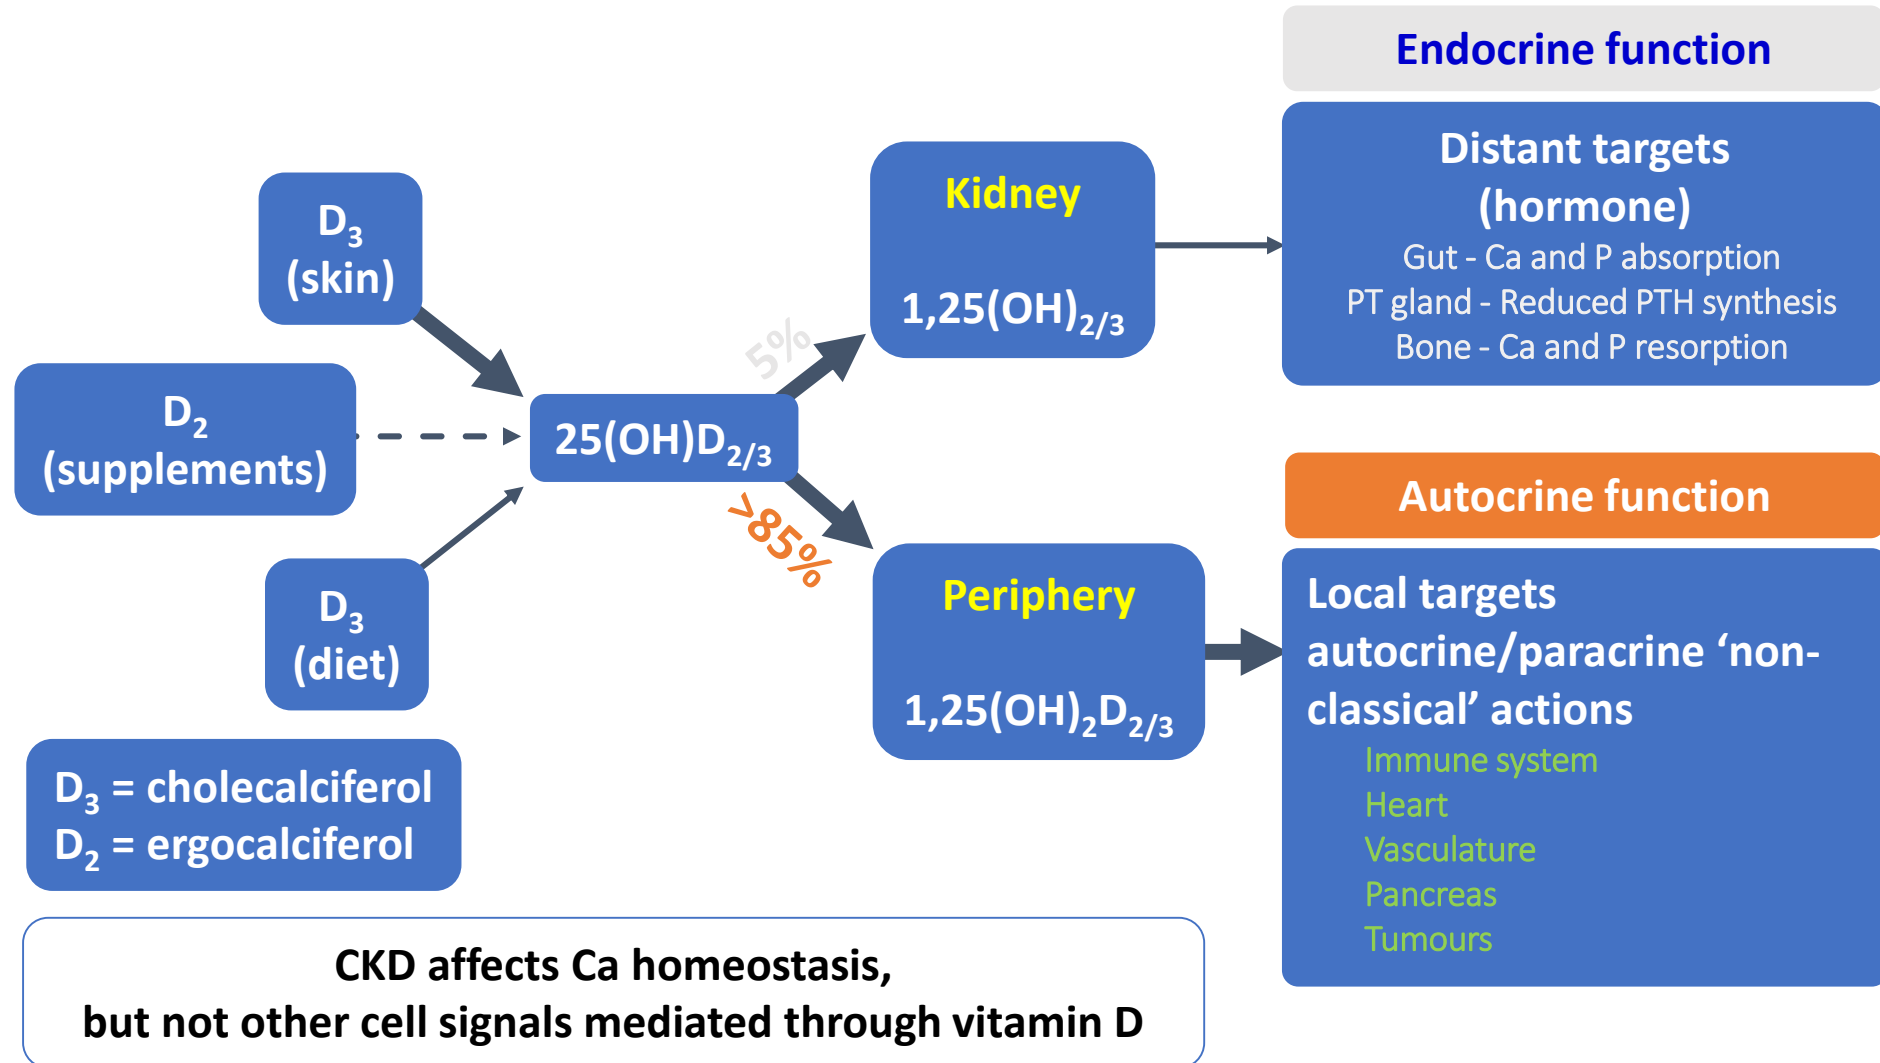 Endocrine function
Distant targets
(hormone)
Gut - Ca and P absorption
PT gland - Reduced PTH synthesis
Bone - Ca and P resorption
Kidney
1,25(OH)2/3
D3
(skin)
5%
D2
(supplements)
25(OH)D2/3
>85%
D3
(diet)
Periphery
1,25(OH)2D2/3
Autocrine function
Local targets
autocrine/paracrine ‘non-
classical’ actions
Immune system
Heart
Vasculature
Pancreas
Tumours
D3 = cholecalciferol
D2 = ergocalciferol
CKD affects Ca homeostasis,
but not other cell signals mediated through vitamin D